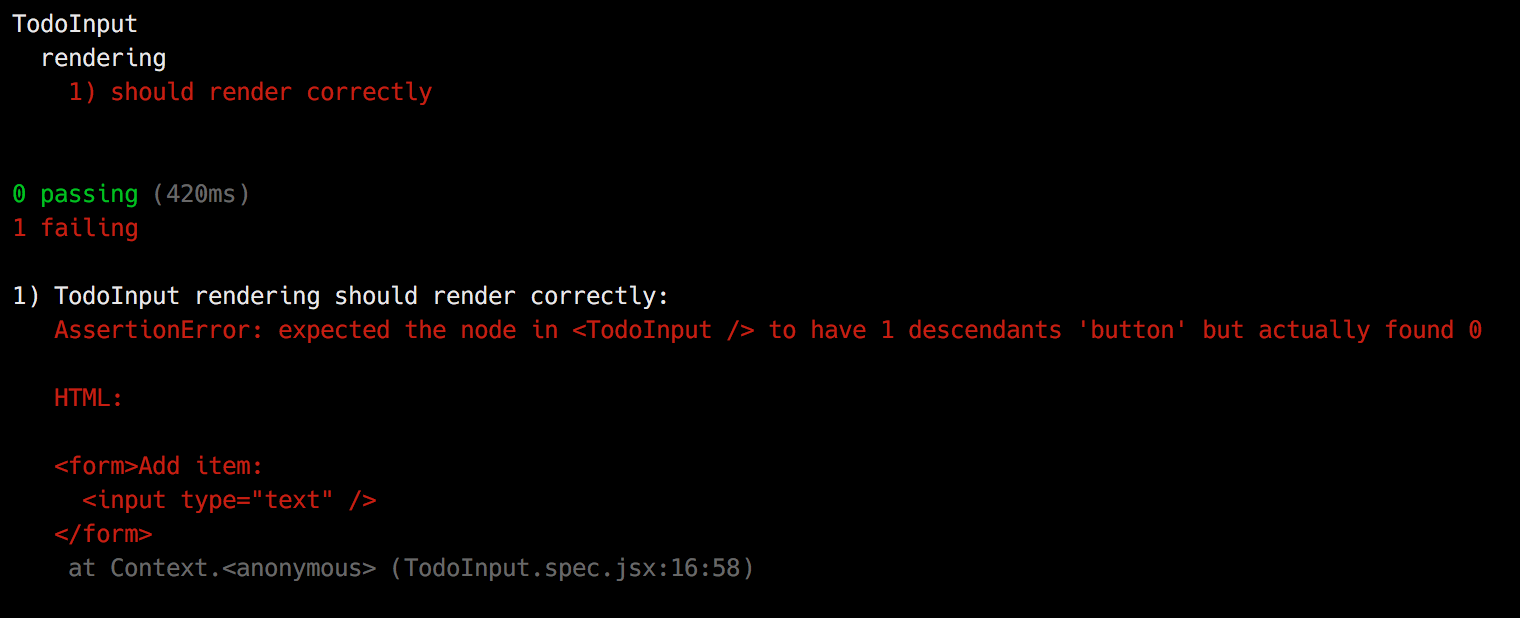 TodoInput
rendering
1) should render correctly
0 passing (420ms)
1 failing
1) TodoInput rendering should render correctly:
AssertionError: expected the node in <TodoInput /> to have 1 descendants 'button' but actually found 0
HTML:
<form>Add item:
<input type="text" />
</form>
at Context.<anonymous> (TodoInput.spec.jsx:16:58)